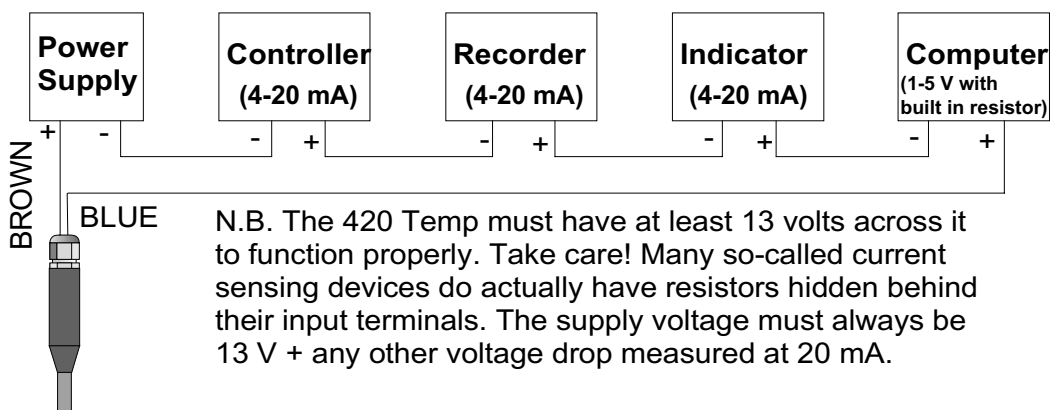 Power
Supply
Controller
(4-20 mA)
Recorder
(4-20 mA)
Indicator
(4-20 mA)
Computer
(1-5 V with
built in resistor)
+ - - + - + - + - +
BROWN
BLUE
N.B. The 420 Temp must have at least 13 volts across it
to function properly. Take care! Many so-called current
sensing devices do actually have resistors hidden behind
their input terminals. The supply voltage must always be
13 V + any other voltage drop measured at 20 mA.